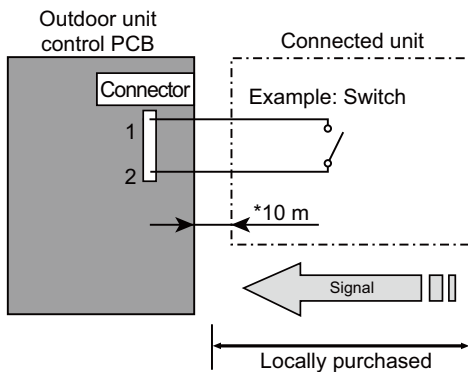 Outdoor unit
control PCB
Connected unit
Connector
Example: Switch
1
2
*10 m
Signal
Locally purchased